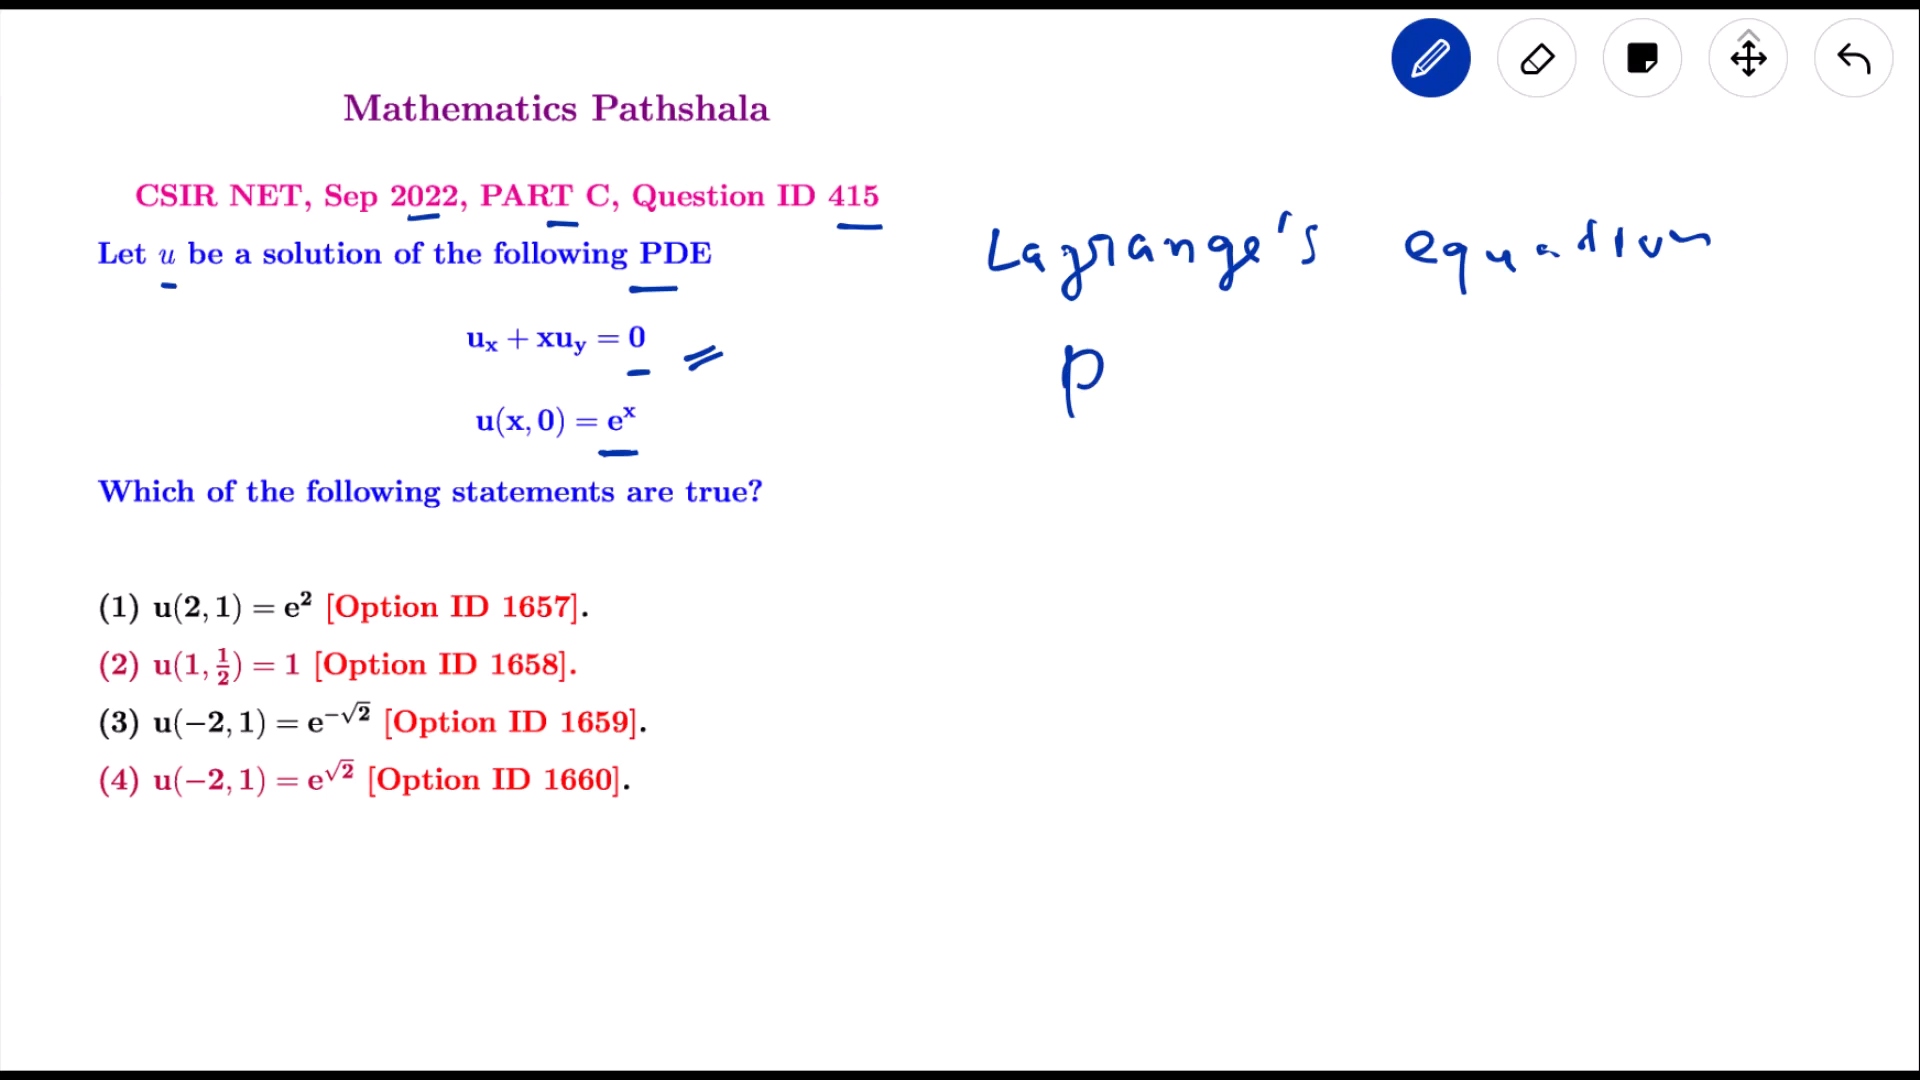 Mathematics Pathshala
CSIR NET, Sep 2022, PART C, Question ID 415
Let u be a solution of the following PDE
uₓ + xu_y = 0
u(x, 0) = eˣ
Which of the following statements are true?
(1) u(2, 1) = e² [Option ID 1657].
(2) u(1, 1/2) = 1 [Option ID 1658].
(3) u(−2, 1) = e^(−√2) [Option ID 1659].
(4) u(−2, 1) = e^(√2) [Option ID 1660].
Lagrange's equation
P